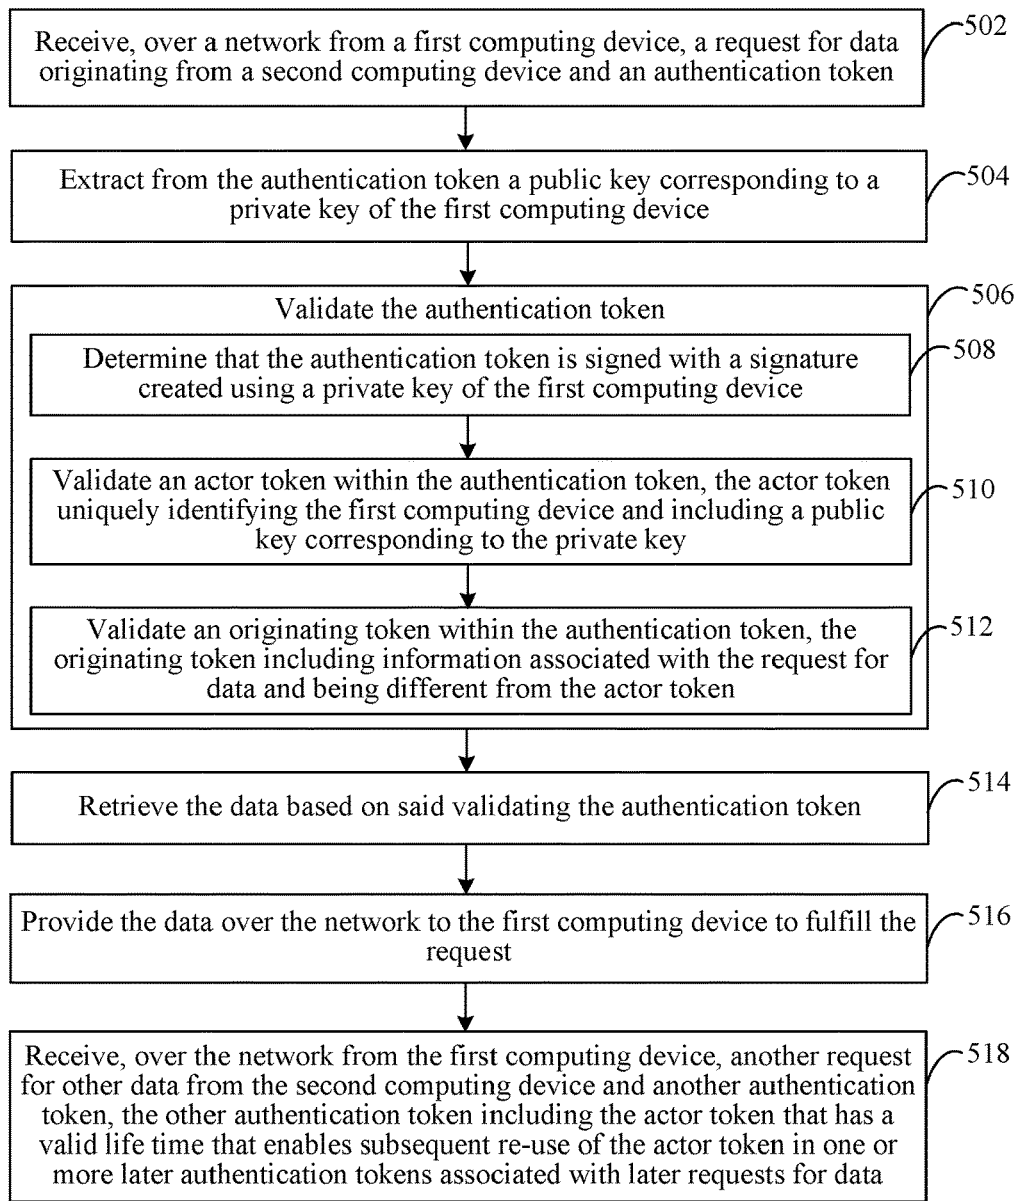 Receive, over a network from a first computing device, a request for data
originating from a second computing device and an authentication token
502
Extract from the authentication token a public key corresponding to a
private key of the first computing device
504
Validate the authentication token
506
Determine that the authentication token is signed with a signature
created using a private key of the first computing device
508
Validate an actor token within the authentication token, the actor token
uniquely identifying the first computing device and including a public
key corresponding to the private key
510
Validate an originating token within the authentication token, the
originating token including information associated with the request for
data and being different from the actor token
512
Retrieve the data based on said validating the authentication token
514
Provide the data over the network to the first computing device to fulfill the
request
516
Receive, over the network from the first computing device, another request
for other data from the second computing device and another authentication
token, the other authentication token including the actor token that has a
valid life time that enables subsequent re-use of the actor token in one or
more later authentication tokens associated with later requests for data
518